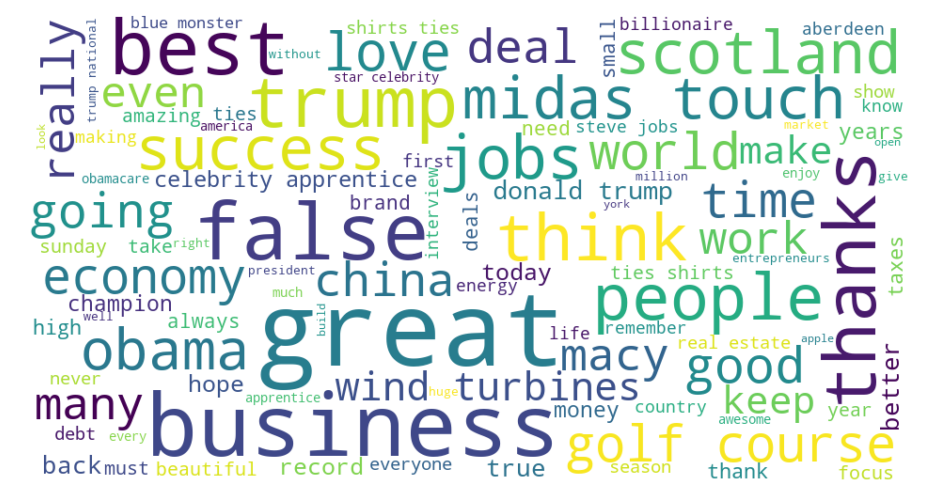 blue monster
shirts ties
billionaire
aberdeen
really
trump national
best
without
love
deal
small
scotland
star celebrity
even
trump
midas touch
show
know
amazing
ties
america
look
making
success
first
jobs
need
steve jobs
world
make
market
years
open
obamacare
celebrity apprentice
brand
interview
deals
donald trump
million
enjoy
time
give
thanks
going
false
think
york
work
sunday
take
right
entrepreneurs
economy
president
china
energy
today
ties shirts
people
taxes
champion
much
great
build
well
high
always
life
remember
apple
obama
macy
real estate
good
better
never
hope
apprentice
wind turbines
huge
many
business
money
country
keep
awesome
year
debt
every
golf course
back
must
beautiful
record
everyone
true
season
thank
focus